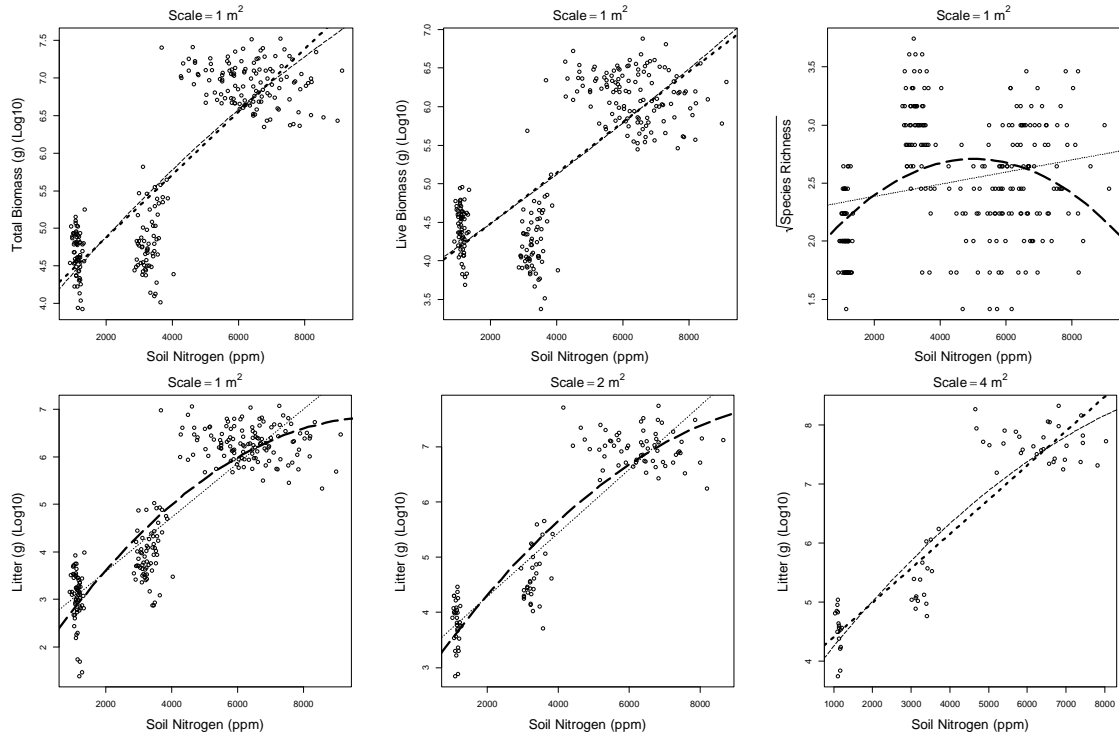 Scale = 1 m²
Total Biomass (g) (Log10)
7.5
7.0
6.5
6.0
5.5
5.0
4.5
4.0
2000 4000 6000 8000
Soil Nitrogen (ppm)
Scale = 1 m²
Live Biomass (g) (Log10)
7.5
7.0
6.5
6.0
5.5
5.0
4.5
4.0
3.5
2000 4000 6000 8000
Soil Nitrogen (ppm)
Scale = 1 m²
√Species Richness
3.5
3.0
2.5
2.0
1.5
2000 4000 6000 8000
Soil Nitrogen (ppm)
Scale = 1 m²
Litter (g) (Log10)
7
6
5
4
3
2
2000 4000 6000 8000
Soil Nitrogen (ppm)
Scale = 2 m²
Litter (g) (Log10)
7
6
5
4
3
2000 4000 6000 8000
Soil Nitrogen (ppm)
Scale = 4 m²
Litter (g) (Log10)
8
7
6
5
4
1000 2000 3000 4000 5000 6000 7000 8000
Soil Nitrogen (ppm)